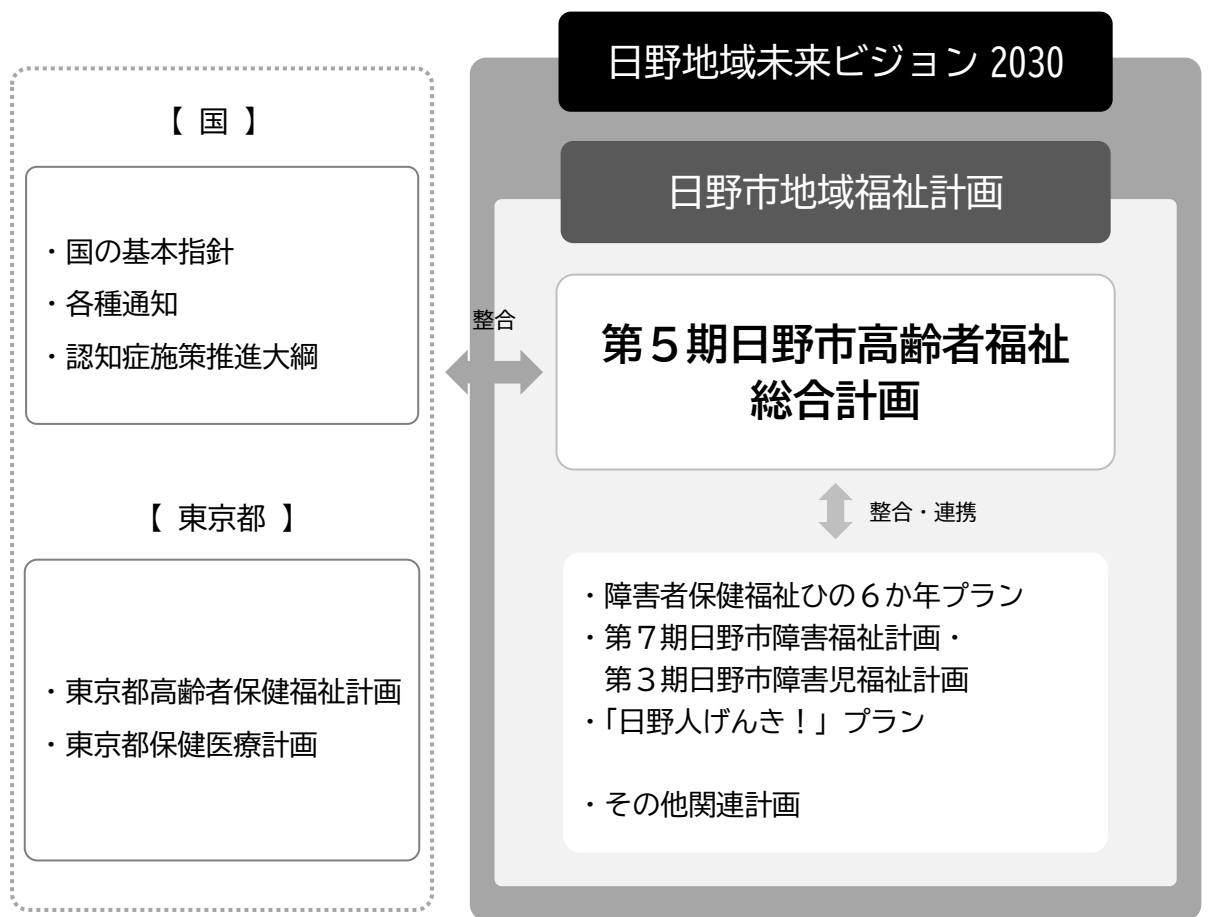 【 国 】
・国の基本指針
・各種通知
・認知症施策推進大綱
【 東京都 】
・東京都高齢者保健福祉計画
・東京都保健医療計画
整合
日野地域未来ビジョン 2030
日野市地域福祉計画
第５期日野市高齢者福祉
総合計画
整合・連携
・障害者保健福祉ひの６か年プラン
・第７期日野市障害福祉計画・
第３期日野市障害児福祉計画
・「日野人げんき！」プラン
・その他関連計画